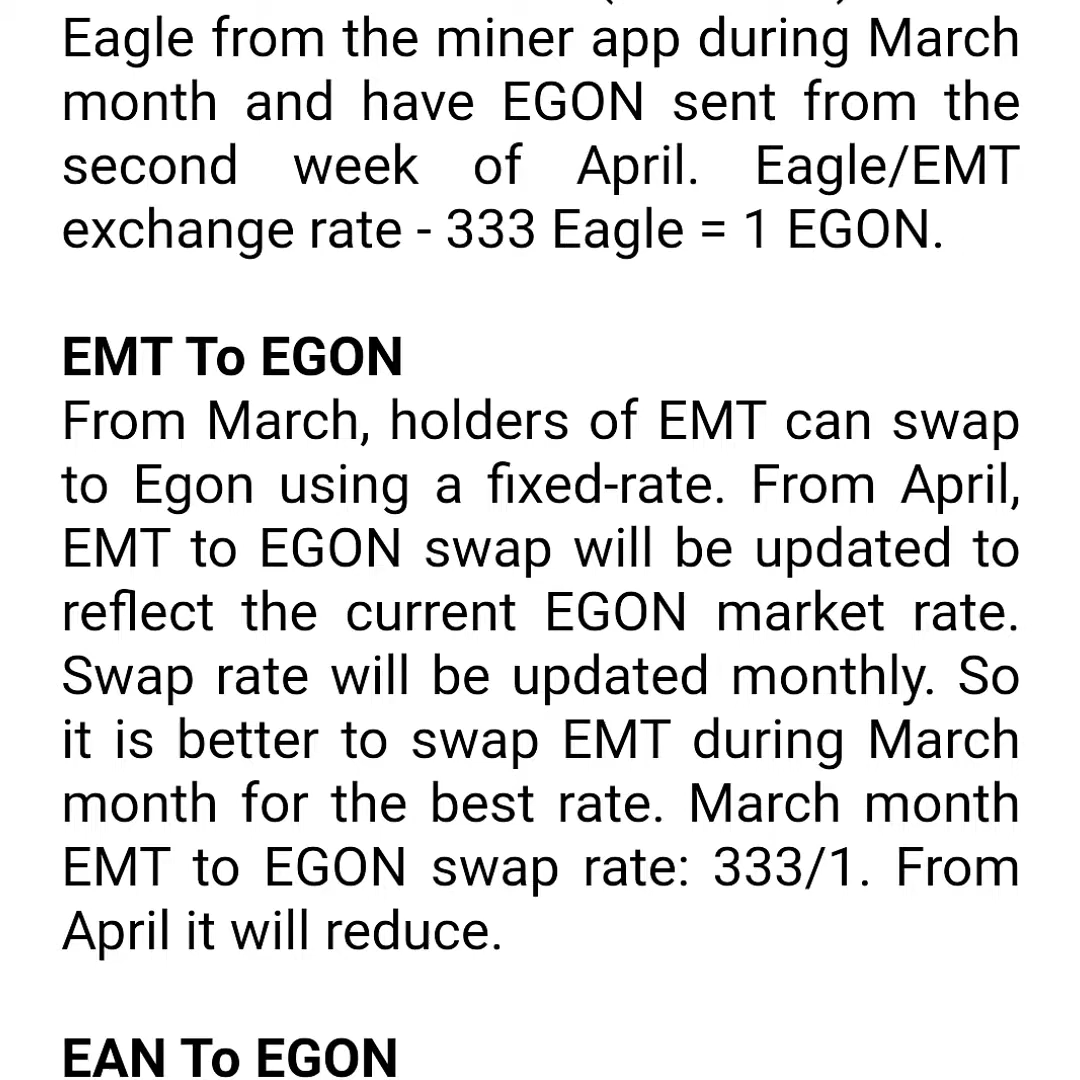 Eagle from the miner app during March
month and have EGON sent from the
second week of April. Eagle/EMT
exchange rate - 333 Eagle = 1 EGON.
EMT To EGON
From March, holders of EMT can swap
to Egon using a fixed-rate. From April,
EMT to EGON swap will be updated to
reflect the current EGON market rate.
Swap rate will be updated monthly. So
it is better to swap EMT during March
month for the best rate. March month
EMT to EGON swap rate: 333/1. From
April it will reduce.
EAN To EGON